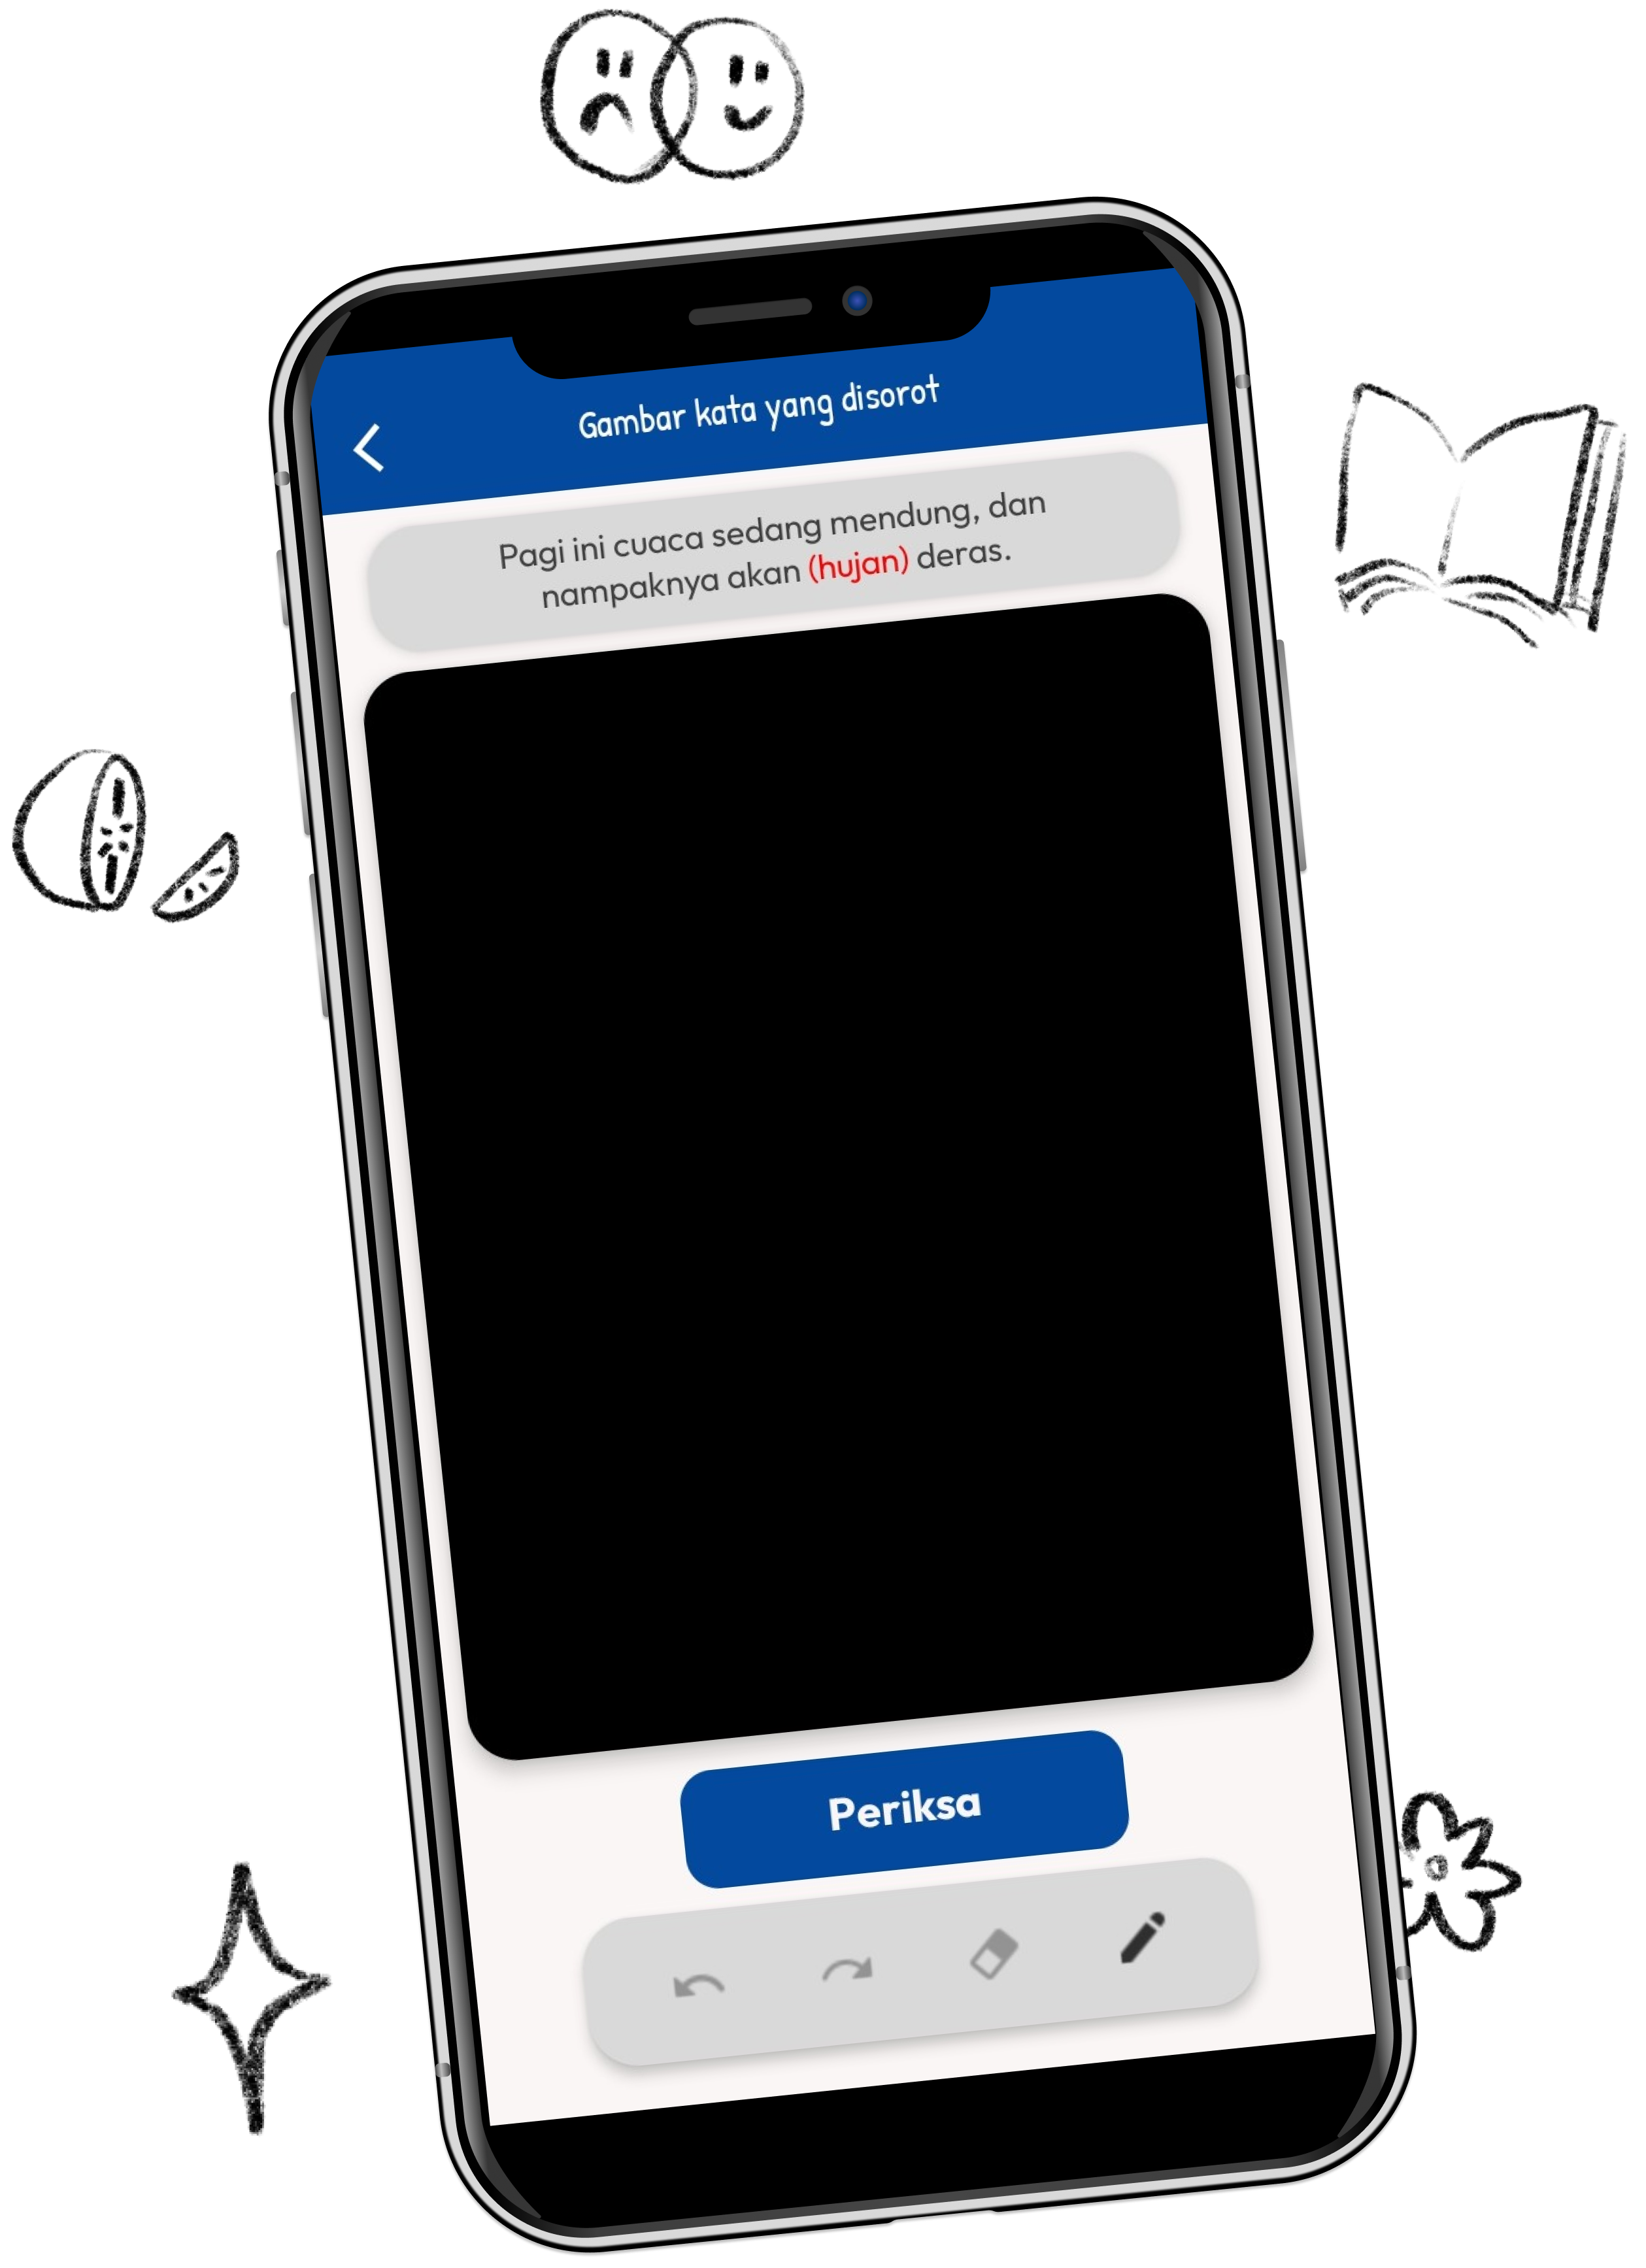 Gambar kata yang disorot
Pagi ini cuaca sedang mendung, dan
nampaknya akan (hujan) deras.
Periksa